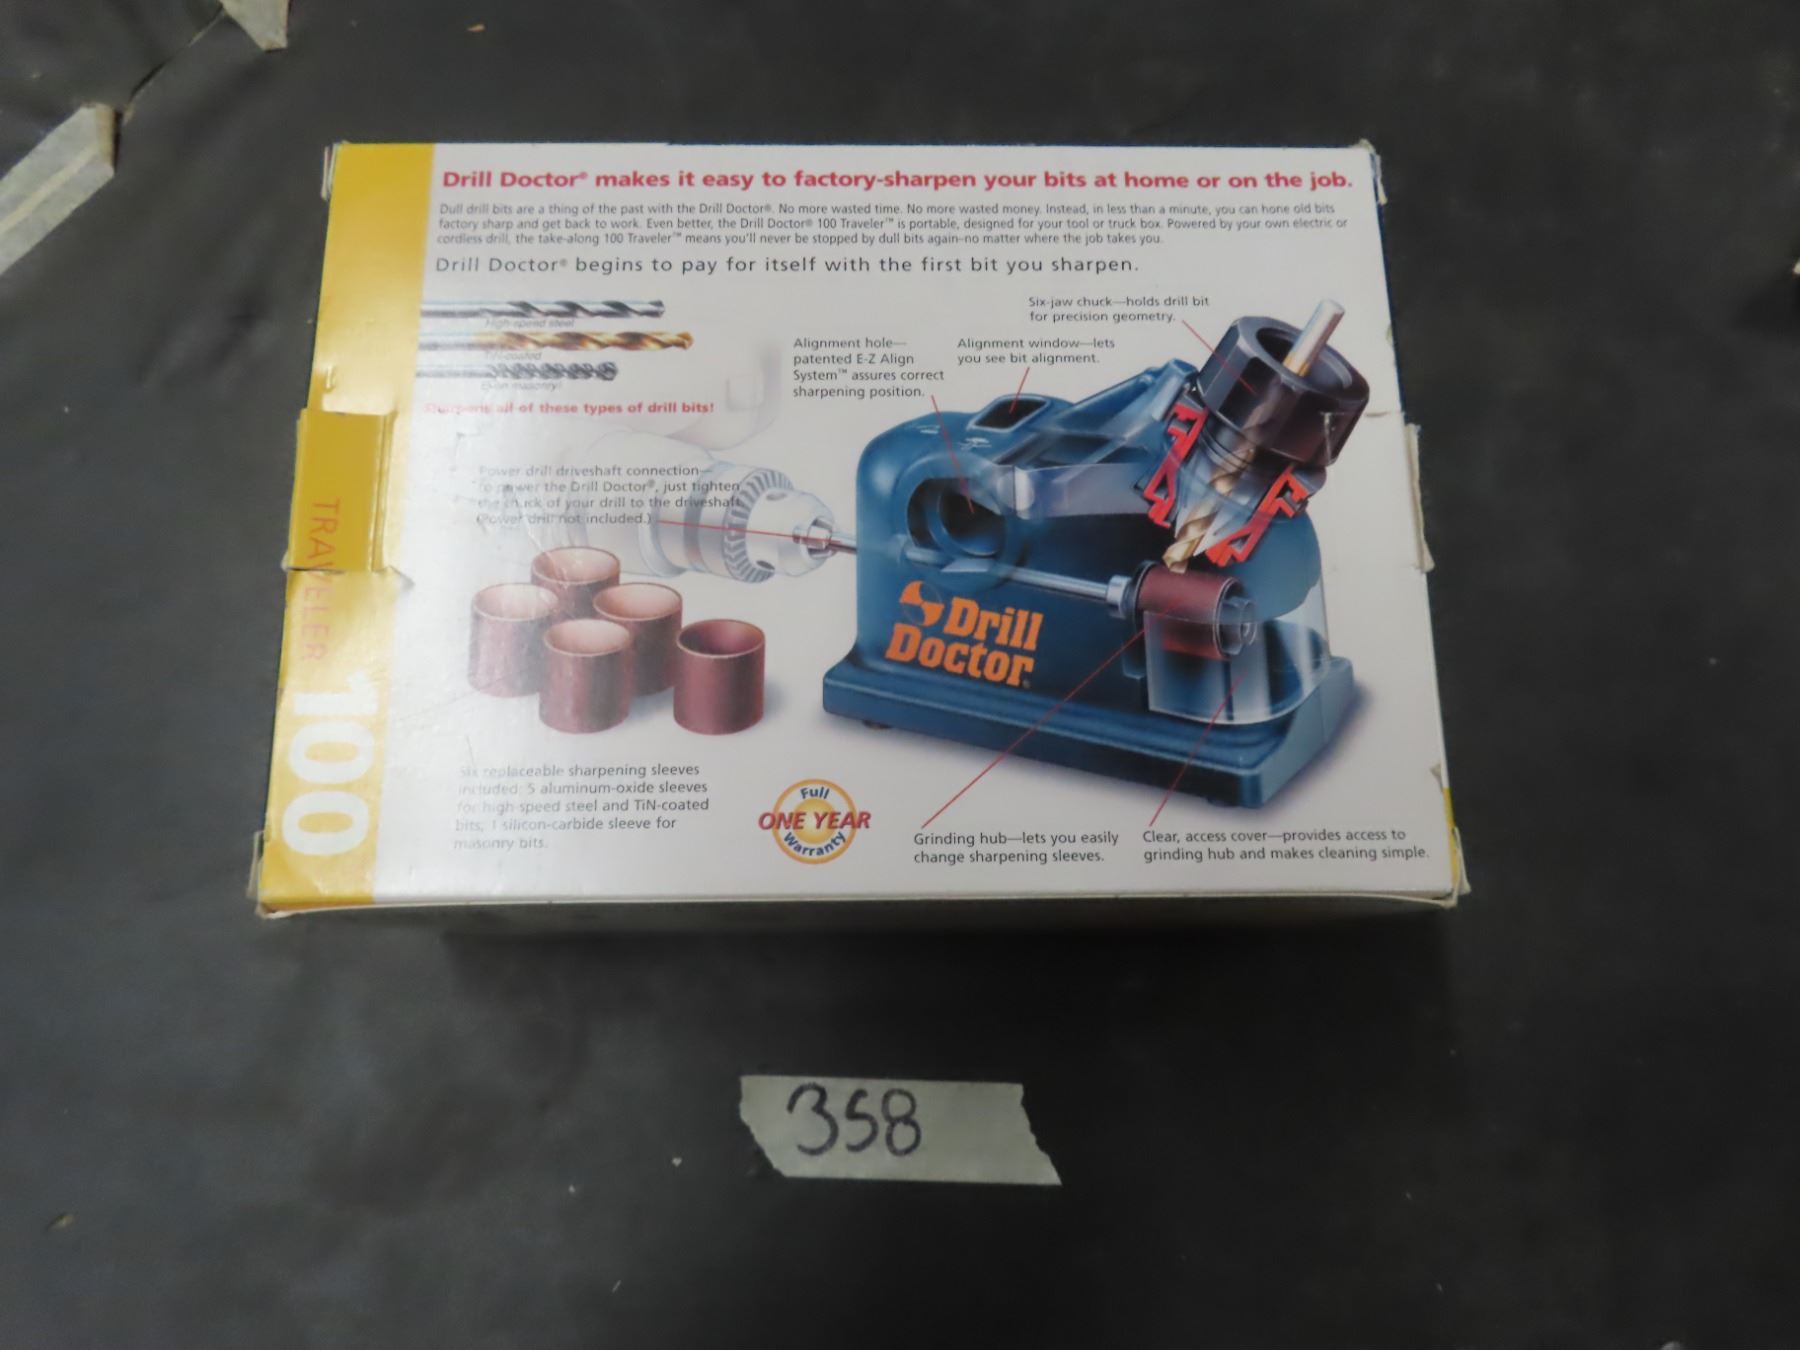 Drill Doctor® makes it easy to factory-sharpen your bits at home or on the job.
Dull drill bits are a thing of the past with the Drill Doctor®. No more wasted time. No more wasted money. Instead, in less than a minute, you can hone old bits
factory sharp and get back to work. Even better, the Drill Doctor® 100 Traveler™ is portable, designed for your tool or truck box. Powered by your own electric or
cordless drill, the take-along 100 Traveler™ means you'll never be stopped by dull bits again–no matter where the job takes you.
Drill Doctor® begins to pay for itself with the first bit you sharpen.
High-speed steel
TiN-coated
Even masonry!
Sharpens all of these types of drill bits!
Alignment hole—
patented E-Z Align
System™ assures correct
sharpening position.
Alignment window—lets
you see bit alignment.
Six-jaw chuck—holds drill bit
for precision geometry.
Power drill driveshaft connection—
to power the Drill Doctor®, just tighten
the chuck of your drill to the driveshaft.
(Power drill not included.)
Drill
Doctor®
TRAVELER
100
Six replaceable sharpening sleeves
included: 5 aluminum-oxide sleeves
for high-speed steel and TiN-coated
bits; 1 silicon-carbide sleeve for
masonry bits.
Full
ONE YEAR
Warranty
Grinding hub—lets you easily
change sharpening sleeves.
Clear, access cover—provides access to
grinding hub and makes cleaning simple.
358